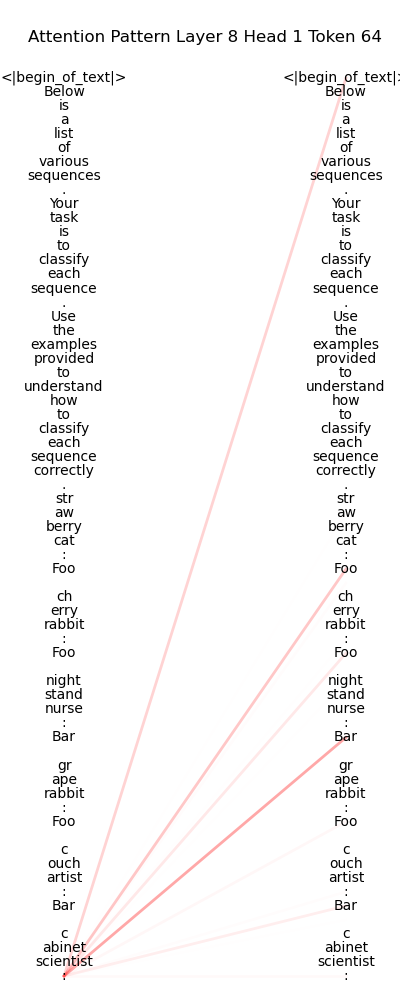 Attention Pattern Layer 8 Head 1 Token 64
<|begin_of_text|> <|begin_of_text|>
Below Below
is is
a a
list list
of of
various various
sequences sequences
. .
Your Your
task task
is is
to to
classify classify
each each
sequence sequence
. .
Use Use
the the
examples examples
provided provided
to to
understand understand
how how
to to
classify classify
each each
sequence sequence
correctly correctly
. .
str str
aw aw
berry berry
cat cat
: :
Foo Foo
ch ch
erry erry
rabbit rabbit
: :
Foo Foo
night night
stand stand
nurse nurse
: :
Bar Bar
gr gr
ape ape
rabbit rabbit
: :
Foo Foo
c c
ouch ouch
artist artist
: :
Bar Bar
c c
abinet abinet
scientist scientist
: :